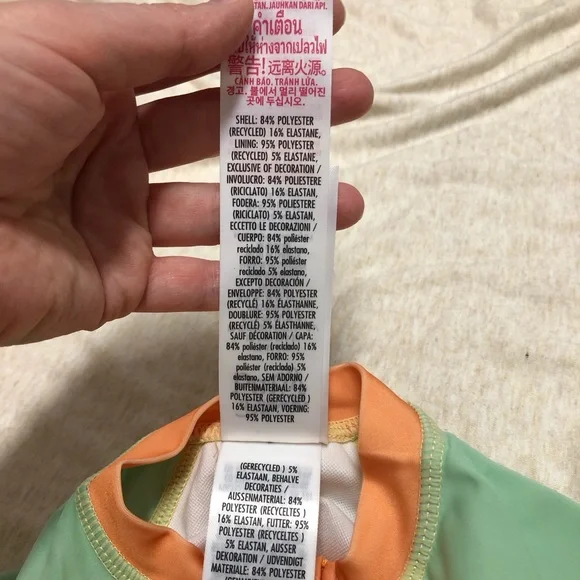 TAN. JAUHKAN DARI API.
คำเตือน
ให้ห่างจากเปลวไฟ
警告! 远离火源。
CẢNH BÁO. TRÁNH LỬA.
경고. 불에서 멀리 떨어진
곳에 두십시오.
SHELL: 84% POLYESTER
(RECYCLED) 16% ELASTANE,
LINING: 95% POLYESTER
(RECYCLED) 5% ELASTANE,
EXCLUSIVE OF DECORATION /
INVOLUCRO: 84% POLIESTERE
(RICICLATO) 16% ELASTAN,
FODERA: 95% POLIESTERE
(RICICLATO) 5% ELASTAN,
ECCETTO LE DECORAZIONI /
CUERPO: 84% poliéster
reciclado 16% elastano,
FORRO: 95% poliéster
reciclado 5% elastano,
EXCEPTO DECORACIÓN /
ENVELOPPE: 84% POLYESTER
(RECYCLÉ) 16% ÉLASTHANNE,
DOUBLURE: 95% POLYESTER
(RECYCLÉ) 5% ÉLASTHANNE,
SAUF DÉCORATION / CAPA:
84% poliéster (reciclado) 16%
elastano, FORRO: 95%
poliéster (reciclado) 5%
elastano, SEM ADORNO /
BUITENMATERIAAL: 84%
POLYESTER (GERECYCLED )
16% ELASTAAN, VOERING:
95% POLYESTER
(GERECYCLED ) 5%
ELASTAAN, BEHALVE
DECORATIES /
AUSSENMATERIAL: 84%
POLYESTER (RECYCELTES )
16% ELASTAN, FUTTER: 95%
POLYESTER (RECYCELTES )
5% ELASTAN, AUSSER
DEKORATION / UDVENDIGT
MATERIALE: 84% POLYESTER